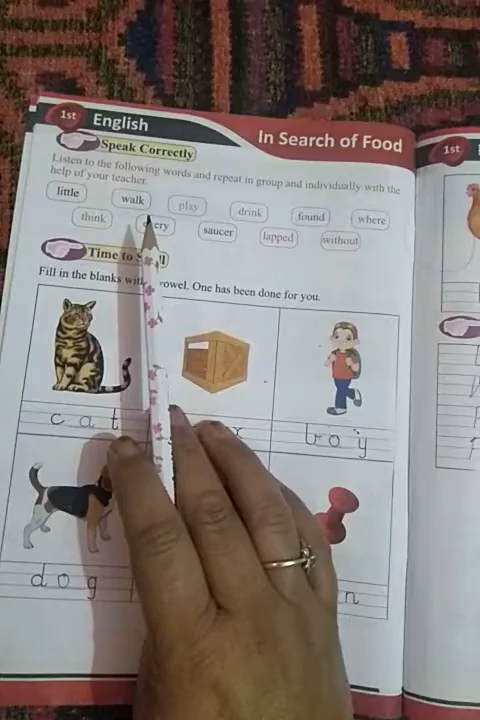 1st English
In Search of Food
1st
Speak Correctly
Listen to the following words and repeat in group and individually with the
help of your teacher.
little walk play drink found where
think saucer lapped without
Time to
Fill in the blanks with vowel. One has been done for you.
c a t x b o y
d o g n